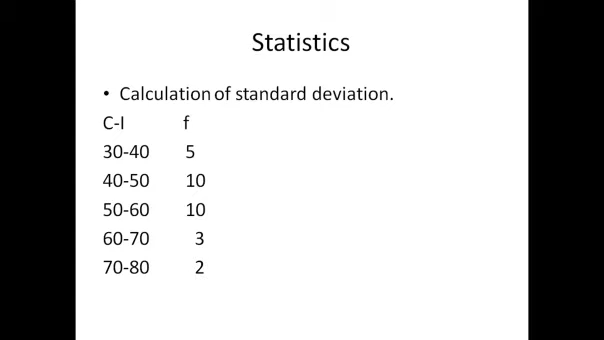 Statistics
• Calculation of standard deviation.
C-I f
30-40 5
40-50 10
50-60 10
60-70 3
70-80 2